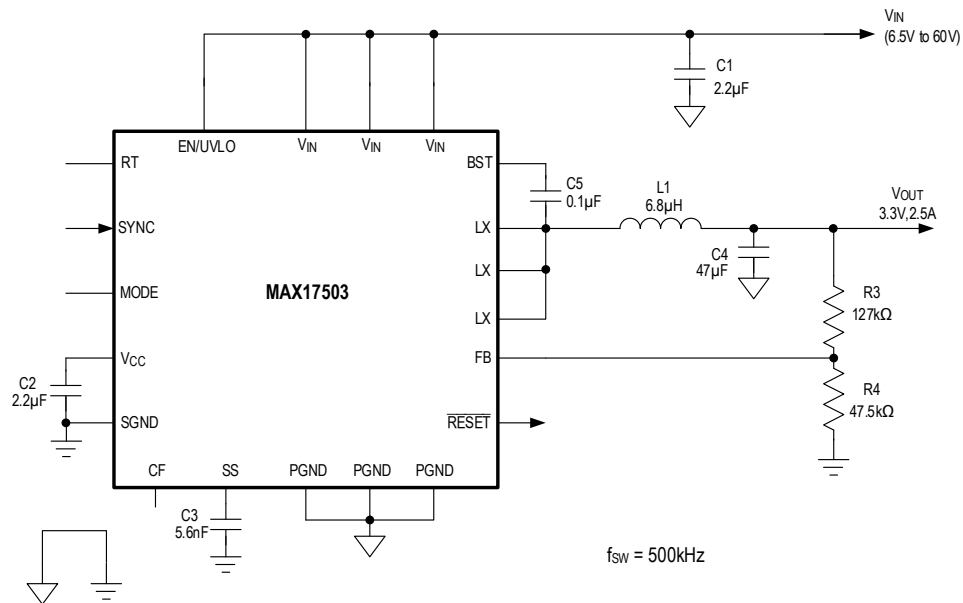 VIN
(6.5V to 60V)
C1
2.2µF
EN/UVLO
VIN
VIN
VIN
RT
BST
C5
0.1µF
L1
6.8µH
VOUT
3.3V,2.5A
SYNC
LX
C4
47µF
LX
MODE
MAX17503
R3
127kΩ
LX
VCC
FB
C2
2.2µF
R4
47.5kΩ
SGND
RESET
CF
SS
PGND
PGND
PGND
C3
5.6nF
fSW = 500kHz